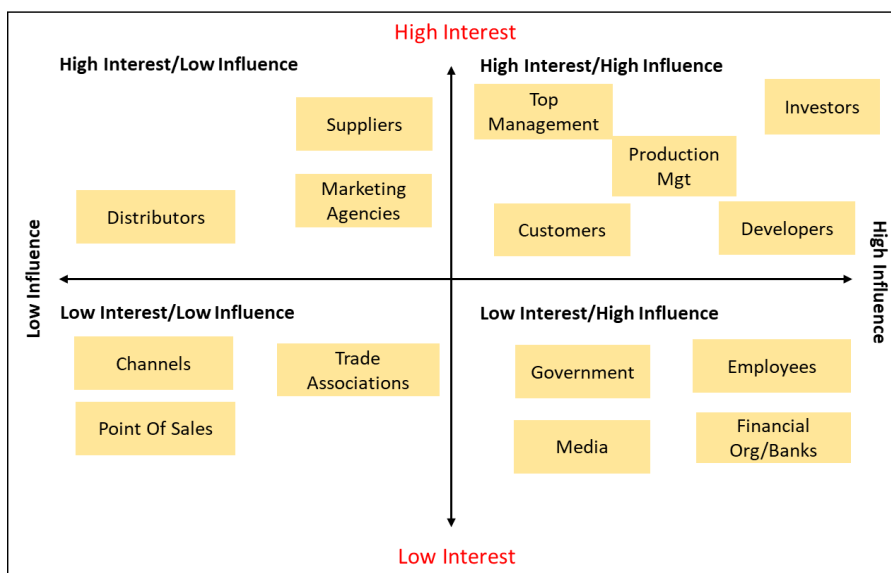 High Interest
High Interest/Low Influence
High Interest/High Influence
Suppliers
Marketing
Agencies
Distributors
Top
Management
Investors
Production
Mgt
Customers
Developers
Low Influence
High Influence
Low Interest/Low Influence
Low Interest/High Influence
Channels
Trade
Associations
Point Of Sales
Government
Employees
Media
Financial
Org/Banks
Low Interest